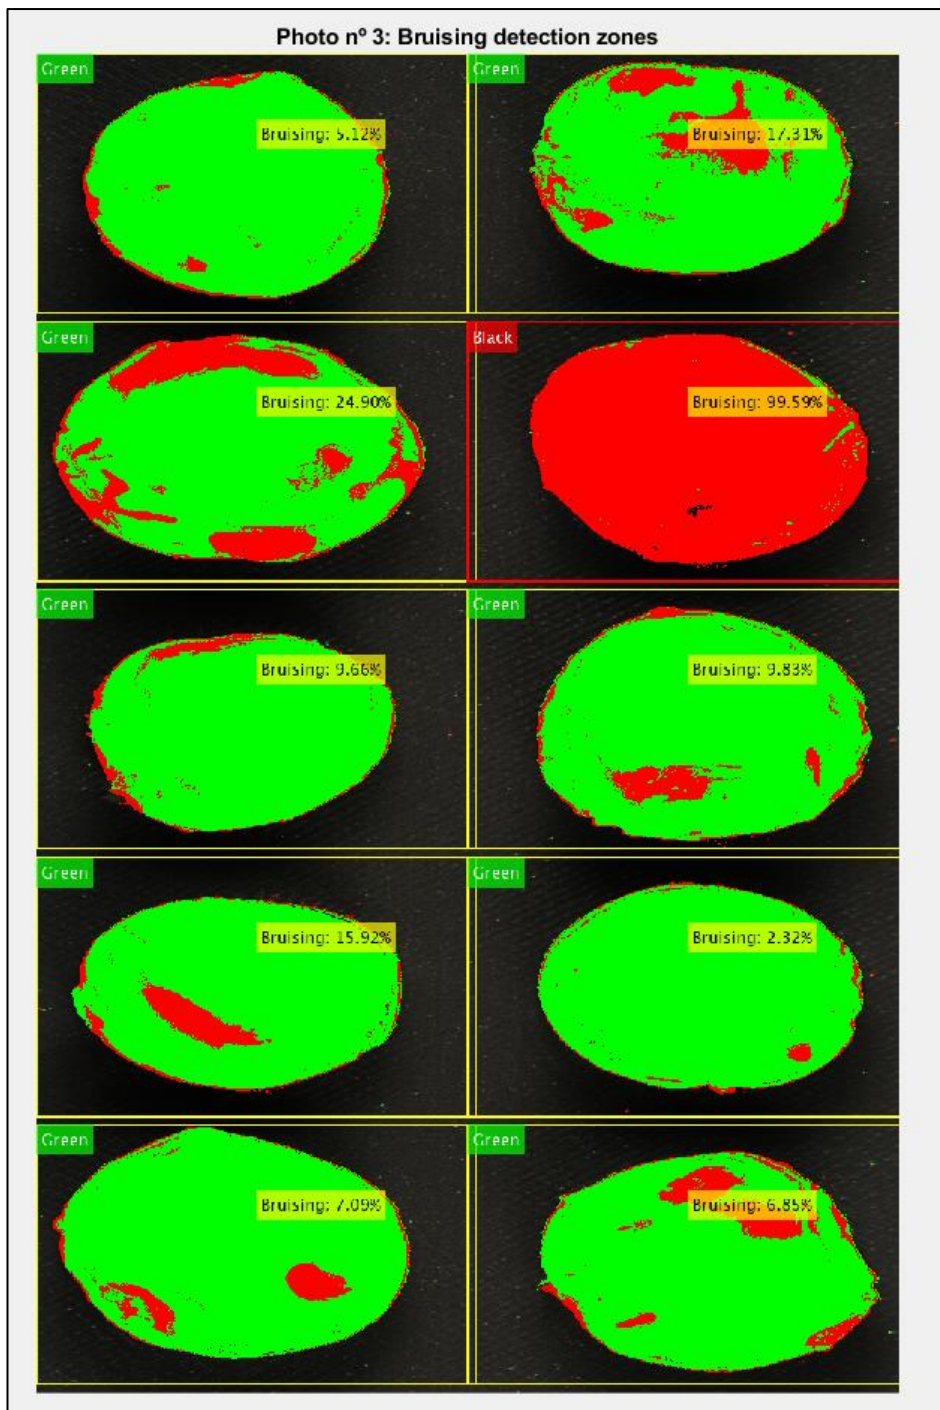 Photo nº 3: Bruising detection zones
Green
Green
Bruising: 5.12%
Bruising: 17.31%
Green
Black
Bruising: 24.90%
Bruising: 99.59%
Green
Green
Bruising: 9.66%
Bruising: 9.83%
Green
Green
Bruising: 15.92%
Bruising: 2.32%
Green
Green
Bruising: 7.09%
Bruising: 6.85%